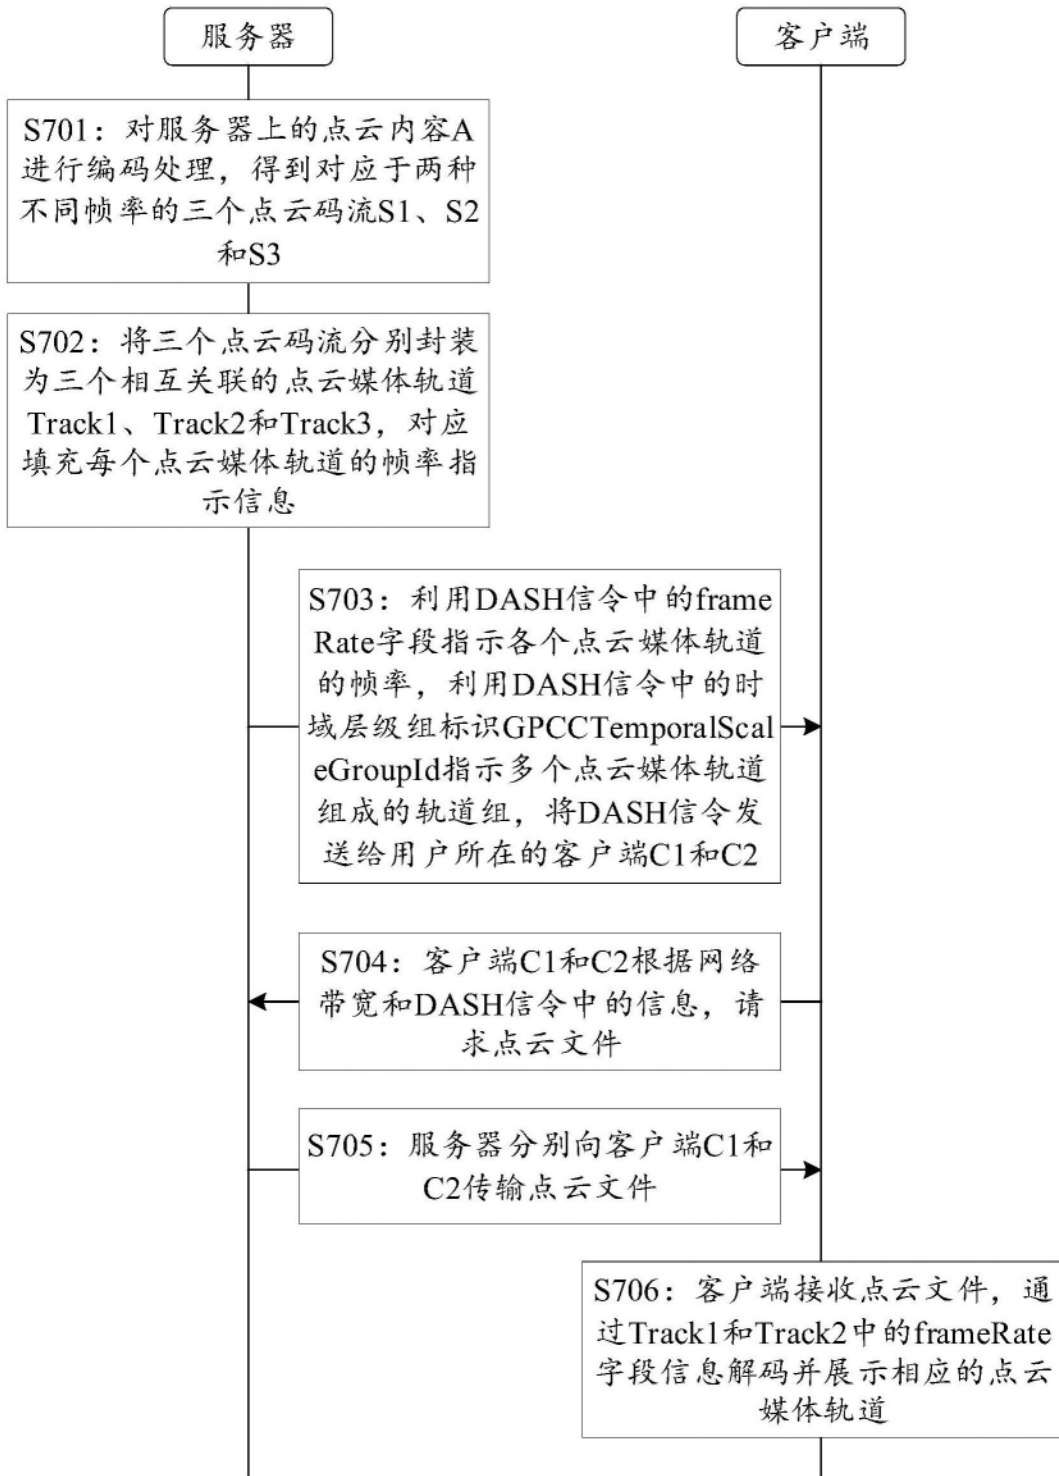 服务器
客户端
S701：对服务器上的点云内容A
进行编码处理，得到对应于两种
不同帧率的三个点云码流S1、S2
和S3
S702：将三个点云码流分别封装
为三个相互关联的点云媒体轨道
Track1、Track2和Track3，对应
填充每个点云媒体轨道的帧率指
示信息
S703：利用DASH信令中的frame
Rate字段指示各个点云媒体轨道
的帧率，利用DASH信令中的时
域层级组标识GPCCTemporalScal
eGroupId指示多个点云媒体轨道
组成的轨道组，将DASH信令发
送给用户所在的客户端C1和C2
S704：客户端C1和C2根据网络
带宽和DASH信令中的信息，请
求点云文件
S705：服务器分别向客户端C1和
C2传输点云文件
S706：客户端接收点云文件，通
过Track1和Track2中的frameRate
字段信息解码并展示相应的点云
媒体轨道